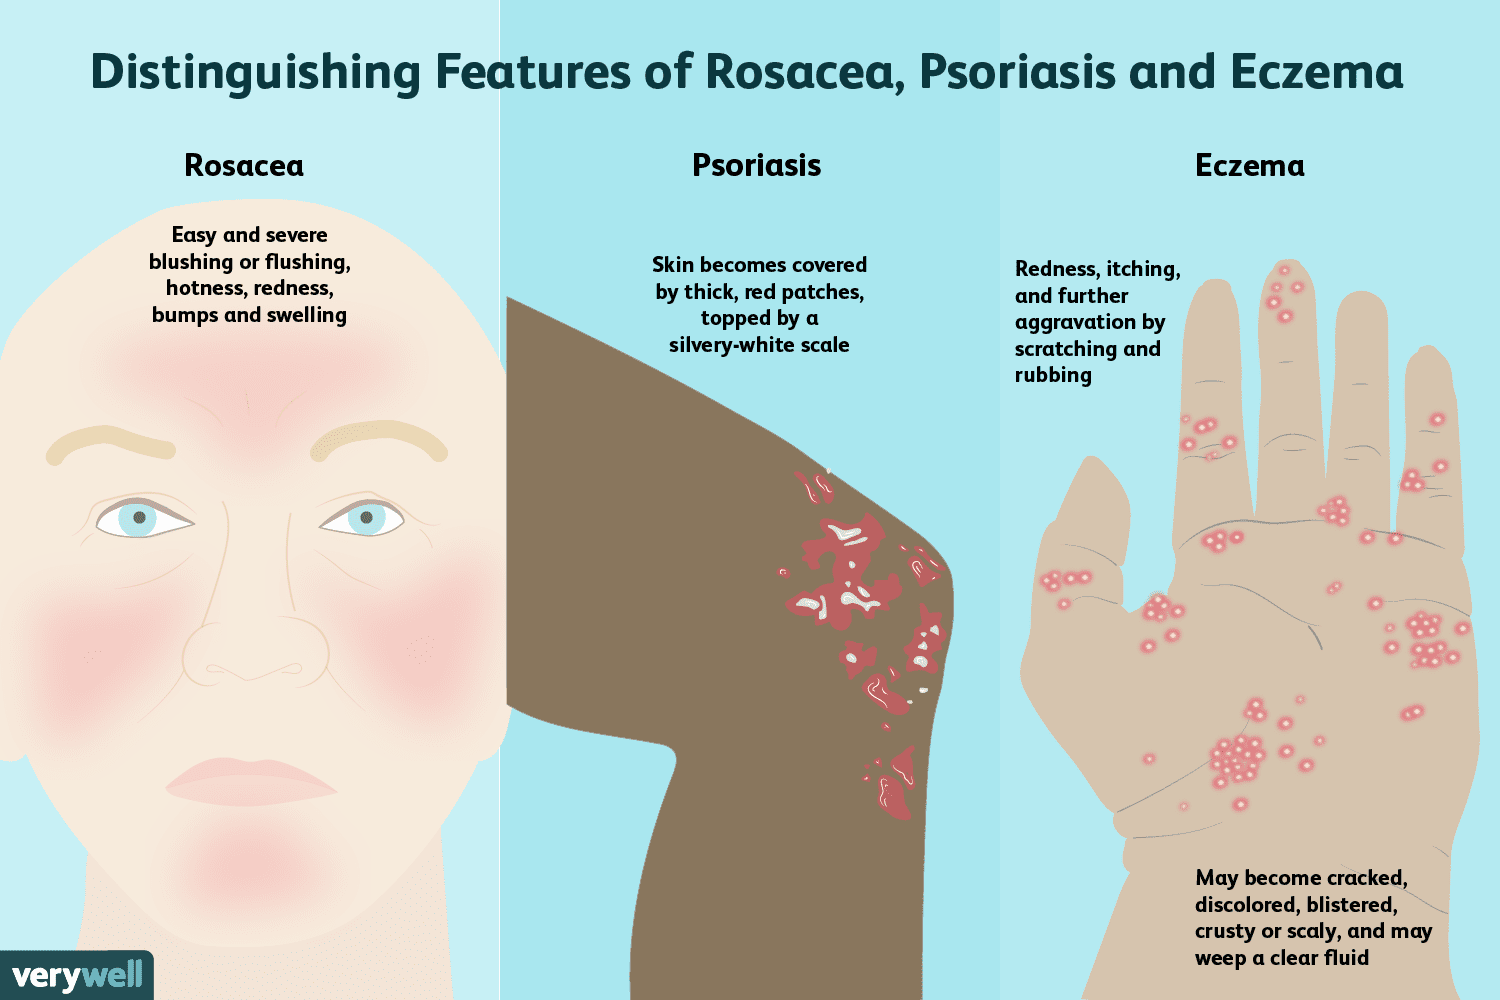 Distinguishing Features of Rosacea, Psoriasis and Eczema
Rosacea
Easy and severe
blushing or flushing,
hotness, redness,
bumps and swelling
Psoriasis
Skin becomes covered
by thick, red patches,
topped by a
silvery-white scale
Eczema
Redness, itching,
and further
aggravation by
scratching and
rubbing
May become cracked,
discolored, blistered,
crusty or scaly, and may
weep a clear fluid
verywell